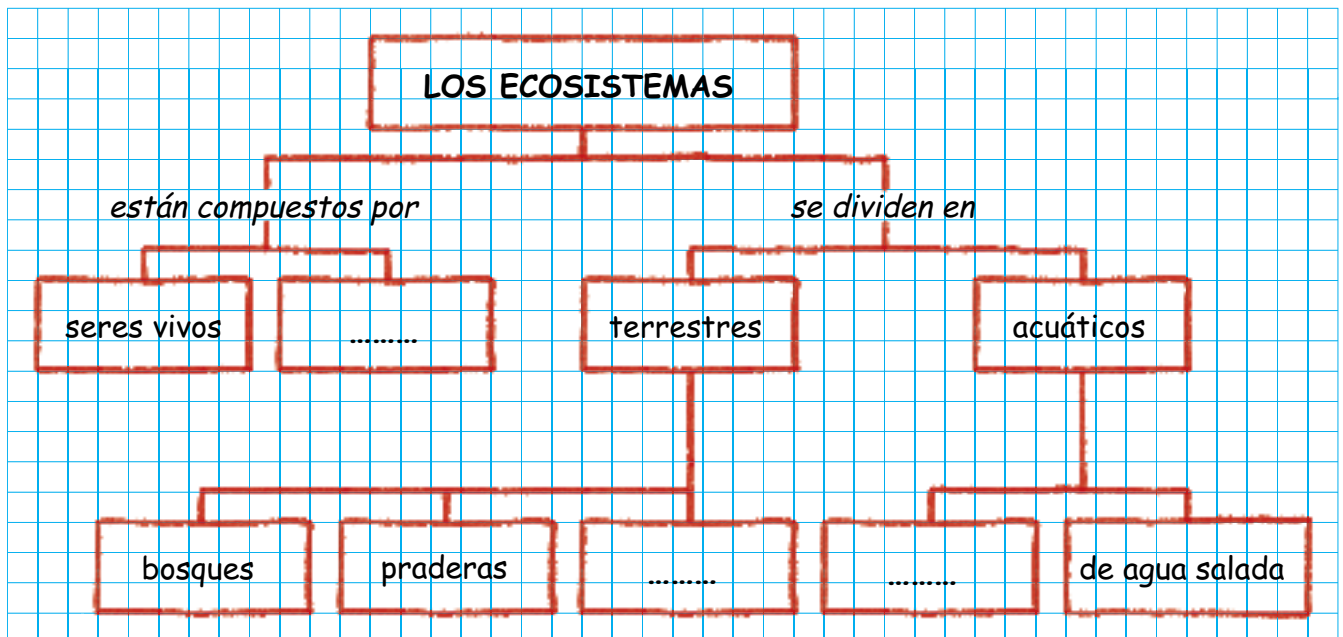 LOS ECOSISTEMAS
están compuestos por
se dividen en
seres vivos
.........
terrestres
acuáticos
bosques
praderas
.........
.........
de agua salada